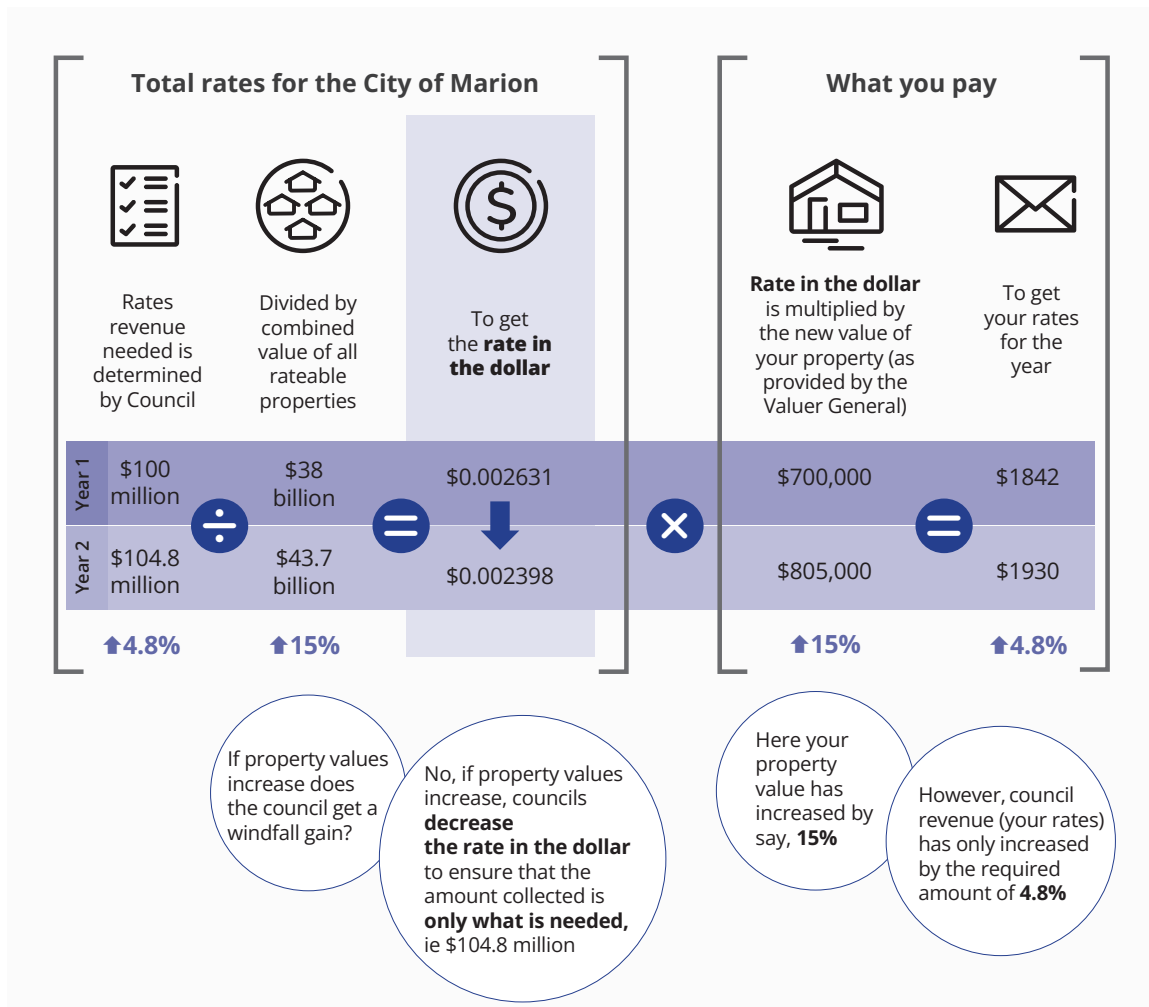 Total rates for the City of Marion
What you pay
$
Rates
revenue
needed is
determined
by Council
Divided by
combined
value of all
rateable
properties
To get
the rate in
the dollar
Rate in the dollar
is multiplied by
the new value of
your property (as
provided by the
Valuer General)
To get
your rates
for the
year
Year 1
$100
million
÷
$38
billion
=
$0.002631
×
$700,000
=
$1842
Year 2
$104.8
million
$43.7
billion
$0.002398
$805,000
$1930
4.8%
15%
15%
4.8%
If property values
increase does
the council get a
windfall gain?
No, if property values
increase, councils
decrease
the rate in the dollar
to ensure that the
amount collected is
only what is needed,
ie $104.8 million
Here your
property
value has
increased by
say, 15%
However, council
revenue (your rates)
has only increased
by the required
amount of 4.8%